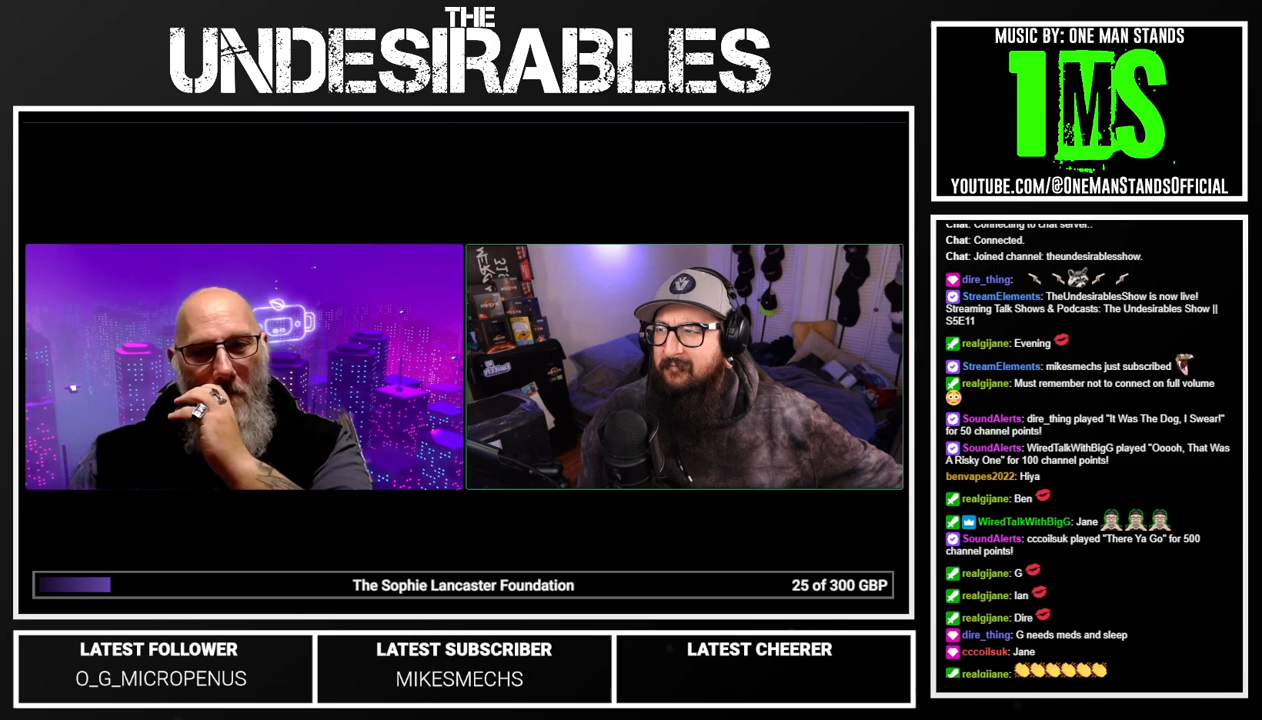 THE
UNDESIRABLES
MUSIC BY: ONE MAN STANDS
1MS
YOUTUBE.COM/@ONEMANSTANDSOFFICIAL
The Sophie Lancaster Foundation
25 of 300 GBP
LATEST FOLLOWER
O_G_MICROPENUS
LATEST SUBSCRIBER
MIKESMECHS
LATEST CHEERER
Chat: Connecting to chat server..
Chat: Connected.
Chat: Joined channel: theundesirablesshow.
dire_thing:
StreamElements: TheUndesirablesShow is now live!
Streaming Talk Shows & Podcasts: The Undesirables Show ||
S5E11
realgijane: Evening
StreamElements: mikesmechs just subscribed
realgijane: Must remember not to connect on full volume
SoundAlerts: dire_thing played "It Was The Dog, I Swear!"
for 50 channel points!
SoundAlerts: WiredTalkWithBigG played "Ooooh, That Was
A Risky One" for 100 channel points!
benvapes2022: Hiya
realgijane: Ben
WiredTalkWithBigG: Jane
SoundAlerts: cccoilsuk played "There Ya Go" for 500
channel points!
realgijane: G
realgijane: Ian
realgijane: Dire
dire_thing: G needs meds and sleep
cccoilsuk: Jane
realgijane: